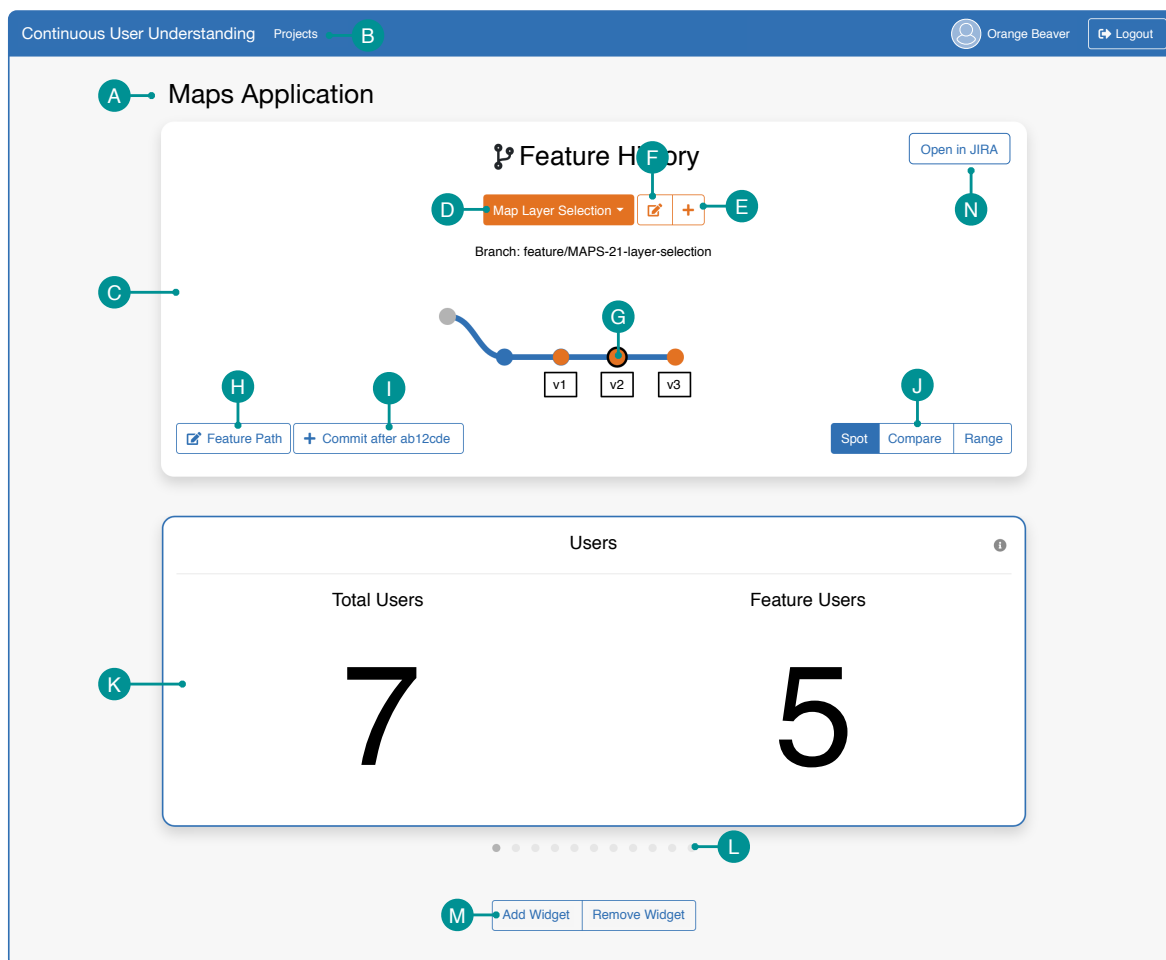 Continuous User Understanding Projects B Orange Beaver Logout
A Maps Application
Feature History
F
Open in JIRA
D Map Layer Selection E N
Branch: feature/MAPS-21-layer-selection
C
G
v1 v2 v3
H I J
Feature Path Commit after ab12cde Spot Compare Range
Users
Total Users Feature Users
K 7 5
L
M Add Widget Remove Widget